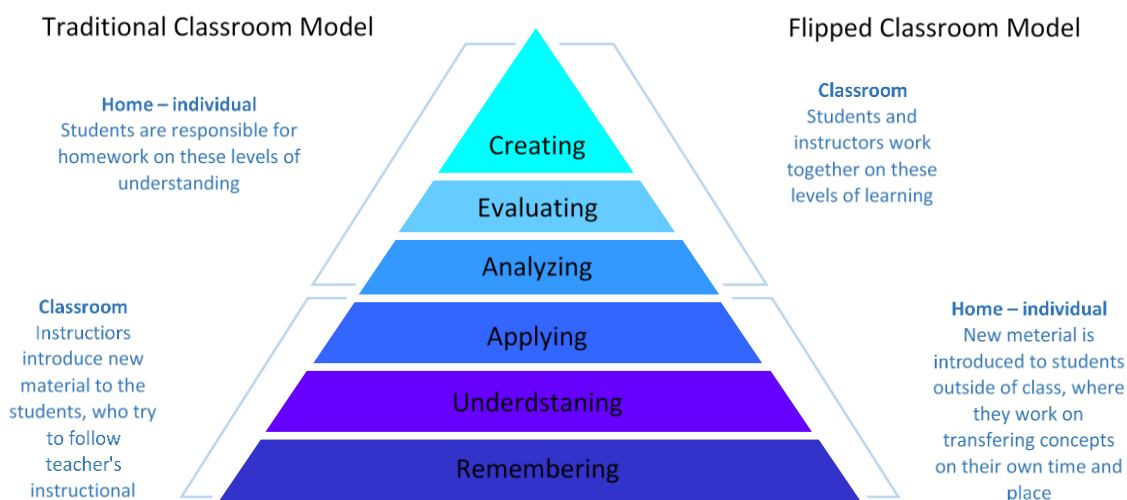 Traditional Classroom Model
Flipped Classroom Model
Home – individual
Students are responsible for
homework on these levels of
understanding
Classroom
Students and
instructors work
together on these
levels of learning
Creating
Evaluating
Analyzing
Applying
Underdstaning
Remembering
Classroom
Instructiors
introduce new
material to the
students, who try
to follow
teacher's
instructional
Home – individual
New meterial is
introduced to students
outside of class, where
they work on
transfering concepts
on their own time and
place